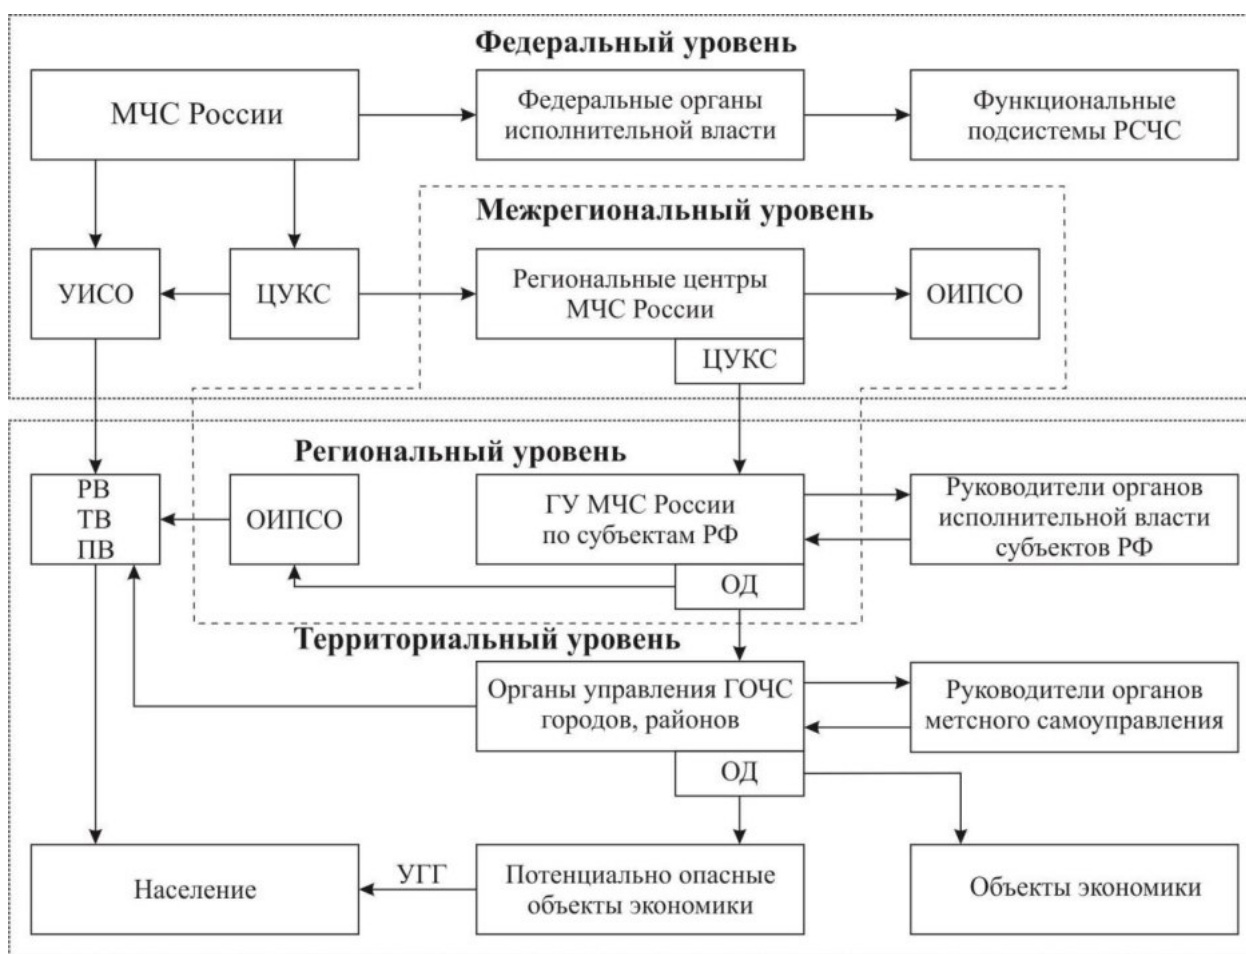 Федеральный уровень
МЧС России
Федеральные органы
исполнительной власти
Функциональные
подсистемы РСЧС
Межрегиональный уровень
УИСО
ЦУКС
Региональные центры
МЧС России
ОИПСО
ЦУКС
Региональный уровень
РВ
ТВ
ПВ
ОИПСО
ГУ МЧС России
по субъектам РФ
Руководители органов
исполнительной власти
субъектов РФ
ОД
Территориальный уровень
Органы управления ГОЧС
городов, районов
Руководители органов
метсного самоуправления
ОД
Население
УГГ
Потенциально опасные
объекты экономики
Объекты экономики